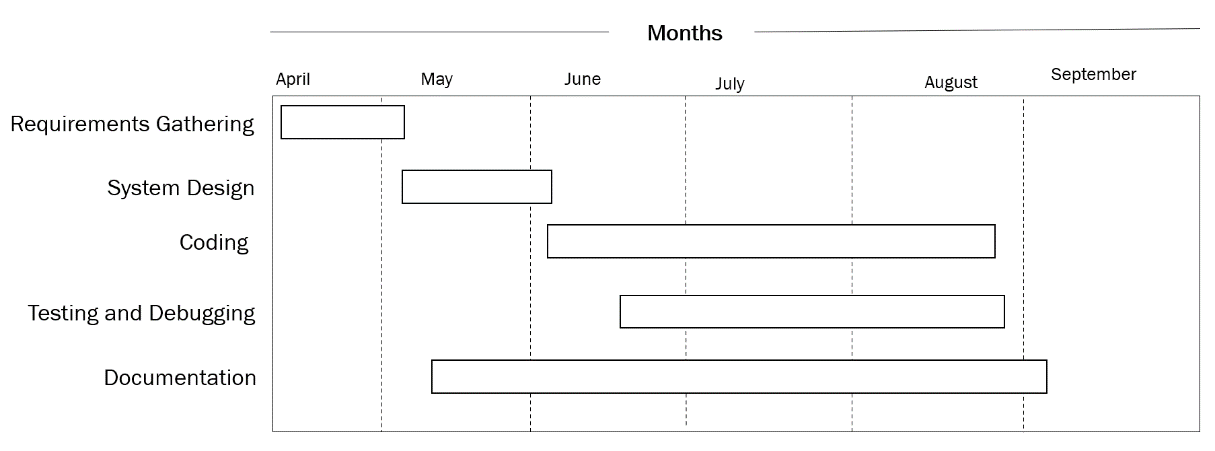 Months
April
May
June
July
August
September
Requirements Gathering
System Design
Coding
Testing and Debugging
Documentation